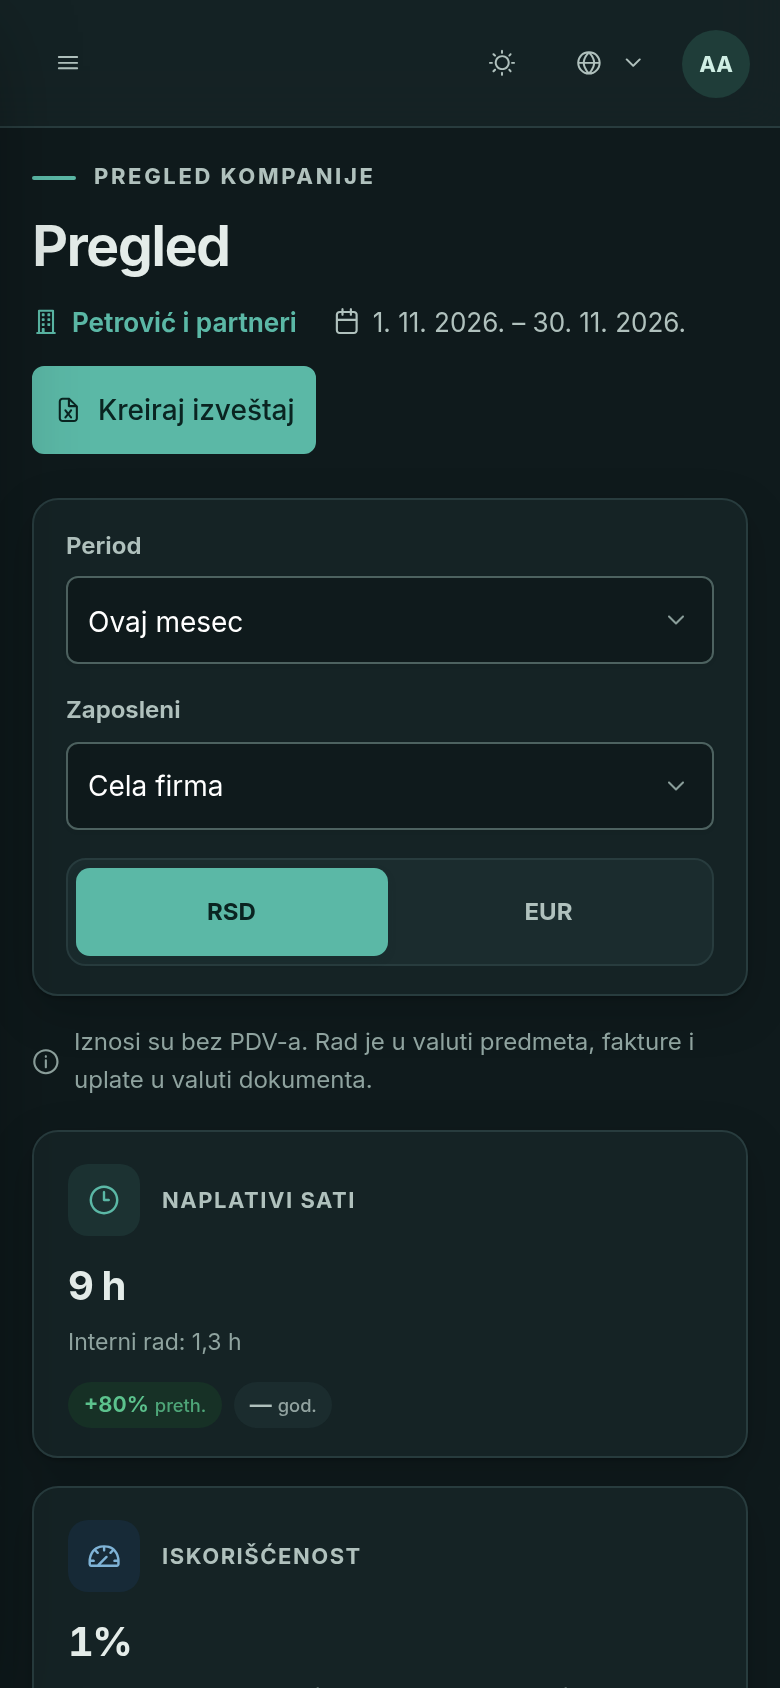 AA
PREGLED KOMPANIJE
Pregled
Petrović i partneri
1. 11. 2026. – 30. 11. 2026.
Kreiraj izveštaj
Period
Ovaj mesec
Zaposleni
Cela firma
RSD
EUR
Iznosi su bez PDV-a. Rad je u valuti predmeta, fakture i
uplate u valuti dokumenta.
NAPLATIVI SATI
9 h
Interni rad: 1,3 h
+80% preth.
— god.
ISKORIŠĆENOST
1%